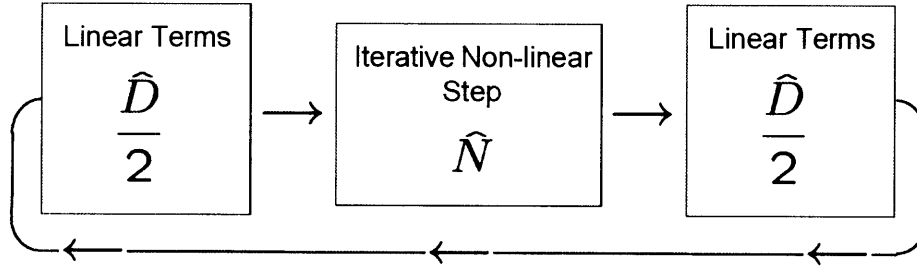 Linear Terms
D̂
2
Iterative Non-linear
Step
N̂
Linear Terms
D̂
2